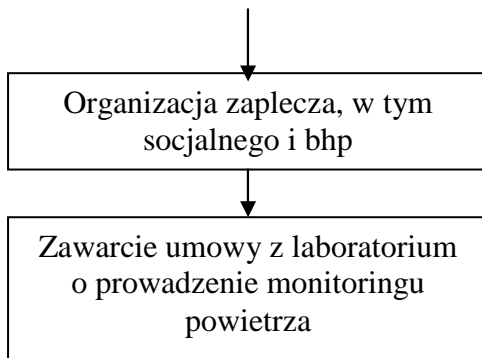 Organizacja zaplecza, w tym
socjalnego i bhp
Zawarcie umowy z laboratorium
o prowadzenie monitoringu
powietrza